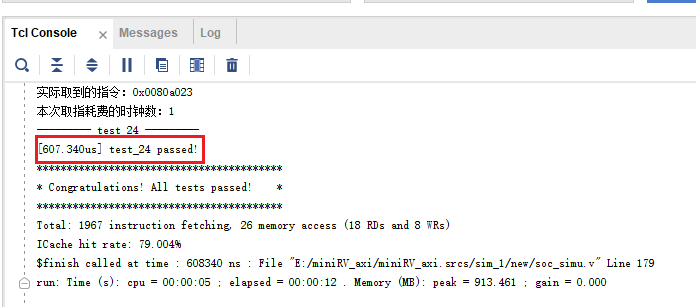 Tcl Console × Messages Log
实际取到的指令：0x0080a023
本次取指耗费的时钟数：1
--------- test 24 ---------
[607.340us] test_24 passed!
*****************************************
* Congratulations! All tests passed!    *
*****************************************
Total: 1967 instruction fetching, 26 memory access (18 RDs and 8 WRs)
ICache hit rate: 79.004%
$finish called at time : 608340 ns : File "E:/miniRV_axi/miniRV_axi.srcs/sim_1/new/soc_simu.v" Line 179
run: Time (s): cpu = 00:00:05 ; elapsed = 00:00:12 . Memory (MB): peak = 913.461 ; gain = 0.000